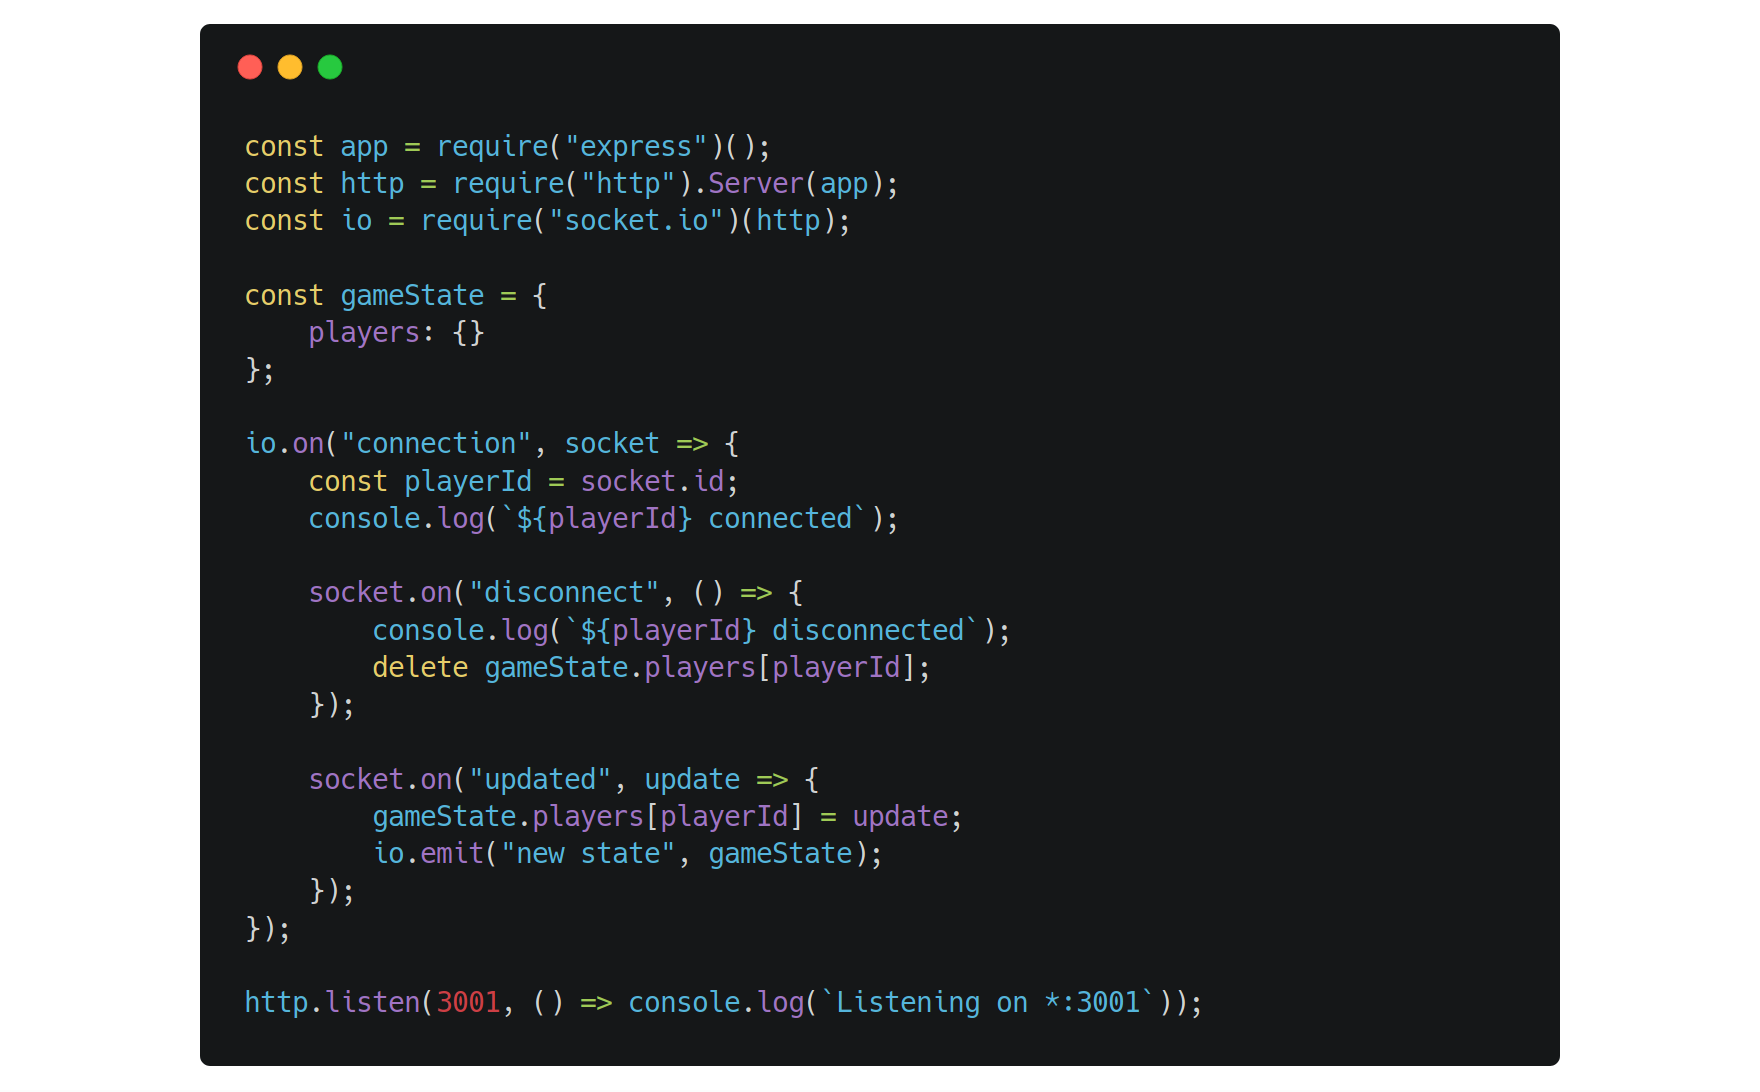 const app = require("express")();
const http = require("http").Server(app);
const io = require("socket.io")(http);

const gameState = {
    players: {}
};

io.on("connection", socket => {
    const playerId = socket.id;
    console.log(`${playerId} connected`);

    socket.on("disconnect", () => {
        console.log(`${playerId} disconnected`);
        delete gameState.players[playerId];
    });

    socket.on("updated", update => {
        gameState.players[playerId] = update;
        io.emit("new state", gameState);
    });
});

http.listen(3001, () => console.log(`Listening on *:3001`));